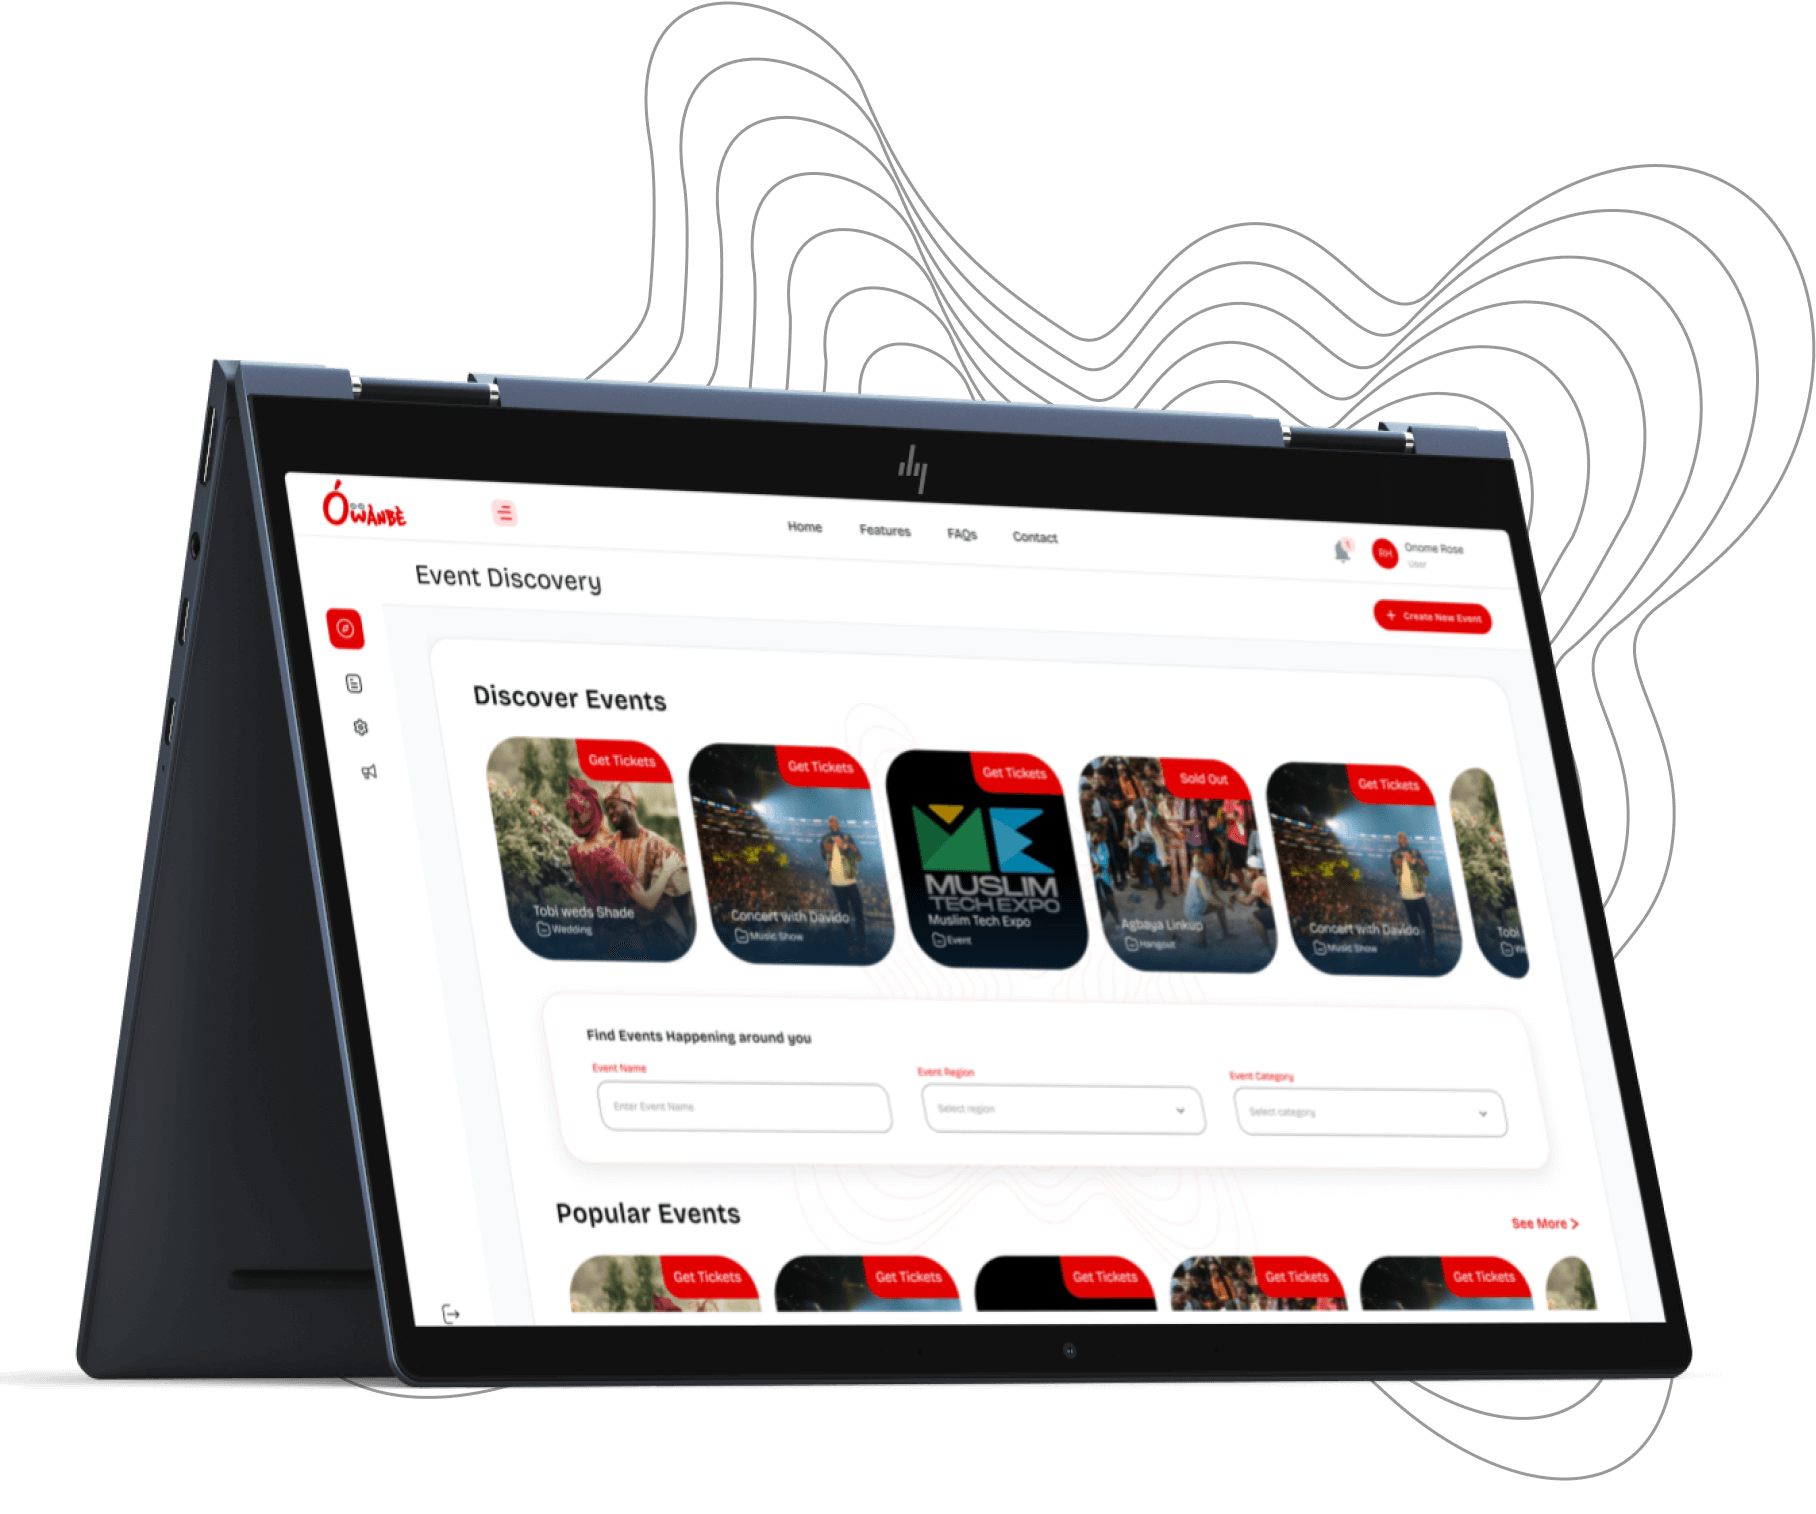 hp
ÓWÀNBÈ
Home
Features
FAQs
Contact
RH
Onome Rose
User
Event Discovery
+ Create New Event
Discover Events
Get Tickets
Tobi weds Shade
Wedding
Get Tickets
Concert with Davido
Music Show
Get Tickets
MUSLIM
TECH EXPO
Muslim Tech Expo
Event
Sold Out
Agbaya Linkup
Hangout
Get Tickets
Concert with Davido
Music Show
Tobi
Find Events Happening around you
Event Name
Enter Event Name
Event Region
Select region
Event Category
Select category
Popular Events
See More >
Get Tickets
Get Tickets
Get Tickets
Get Tickets
Get Tickets